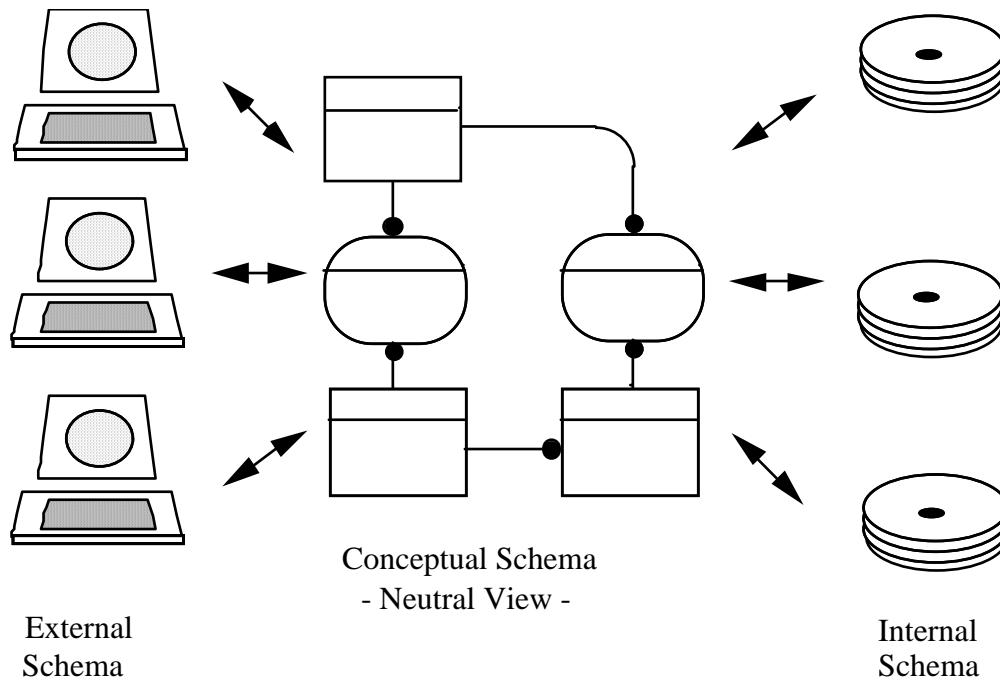 Conceptual Schema
- Neutral View -
External
Schema
Internal
Schema